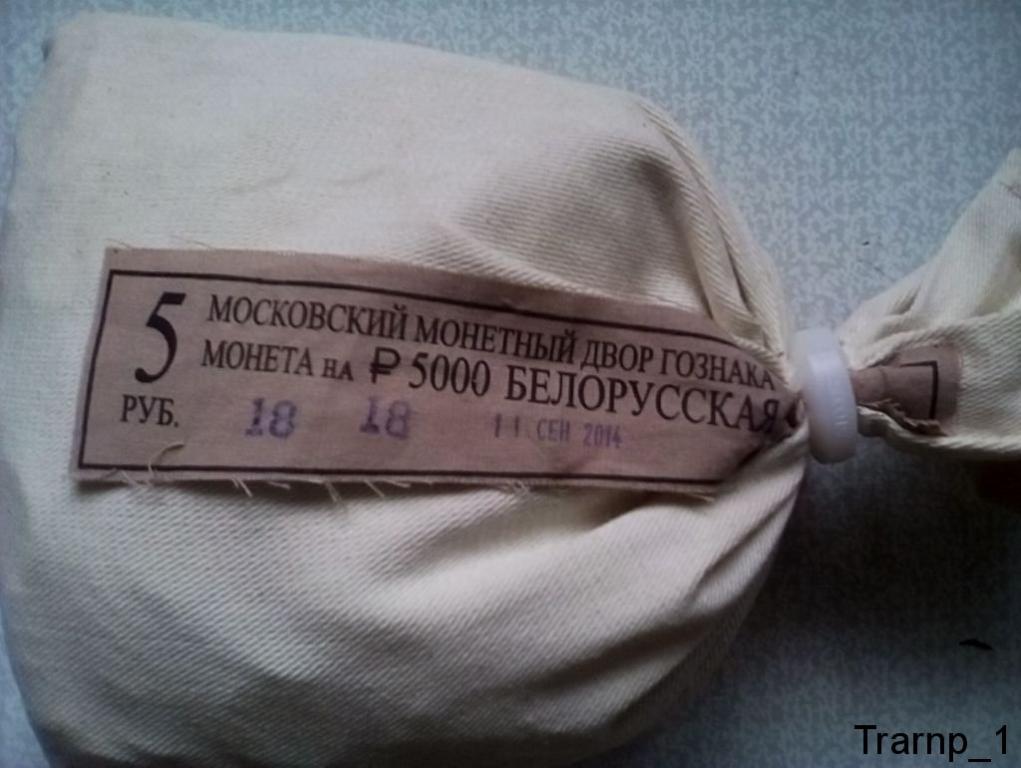 5
РУБ.
МОСКОВСКИЙ МОНЕТНЫЙ ДВОР ГОЗНАКА
МОНЕТА НА ₽ 5000 БЕЛОРУССКАЯ
18 18 11 СЕН 2014
Trarnp_1